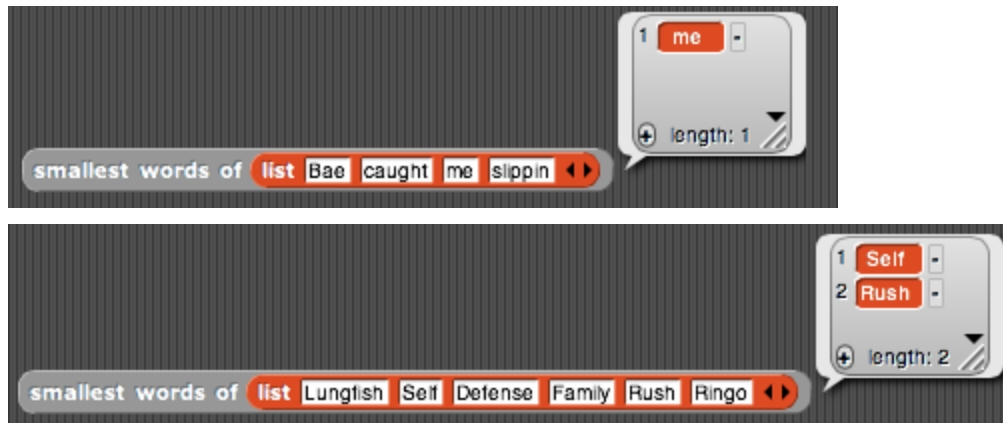 1 me -
+ length: 1
smallest words of list Bae caught me slippin
1 Self -
2 Rush -
+ length: 2
smallest words of list Lungfish Self Defense Family Rush Ringo